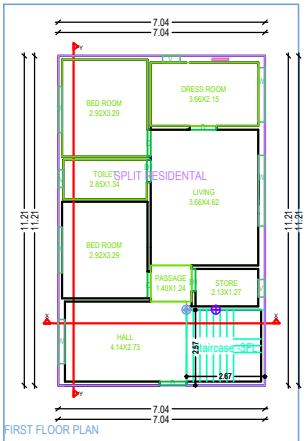 7.04
7.04
Y
BED ROOM
2.92X3.29
DRESS ROOM
3.66X2.15
D
TOILET
2.85X1.34
SPLIT RESIDENTAL
LIVING
3.66X4.62
11.21
11.21
11.21
11.21
BED ROOM
2.92X3.29
PASSAGE
1.40X1.24
STORE
2.13X1.27
X
X
HALL
4.14X2.73
2.57
Staircase -3FL
2.67
Y
7.04
7.04
FIRST FLOOR PLAN